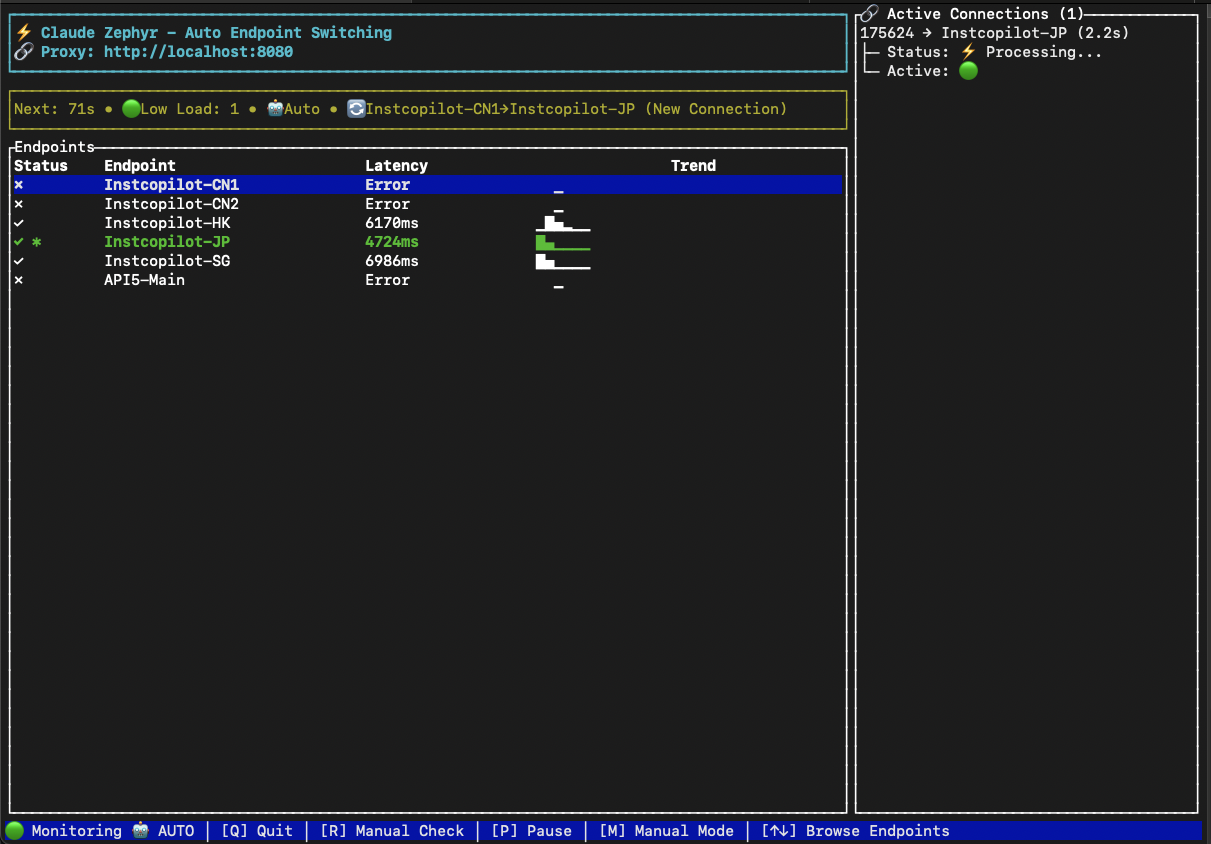 ⚡ Claude Zephyr - Auto Endpoint Switching
🔗 Proxy: http://localhost:8080
Next: 71s • 🟢Low Load: 1 • 🤖Auto • 🔄Instcopilot-CN1→Instcopilot-JP (New Connection)
Endpoints
Status Endpoint Latency Trend
✗ Instcopilot-CN1 Error
✗ Instcopilot-CN2 Error
✓ Instcopilot-HK 6170ms
✓ * Instcopilot-JP 4724ms
✓ Instcopilot-SG 6986ms
✗ API5-Main Error
🔗 Active Connections (1)
175624 → Instcopilot-JP (2.2s)
├─ Status: ⚡ Processing...
└─ Active: 🟢
🟢 Monitoring 🤖 AUTO │ [Q] Quit │ [R] Manual Check │ [P] Pause │ [M] Manual Mode │ [↑↓] Browse Endpoints